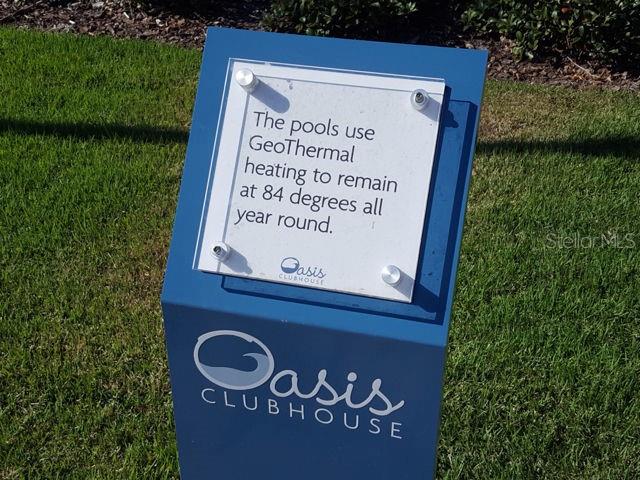 The pools use
GeoThermal
heating to remain
at 84 degrees all
year round.
Oasis
CLUBHOUSE
Oasis
CLUBHOUSE
StellarMLS